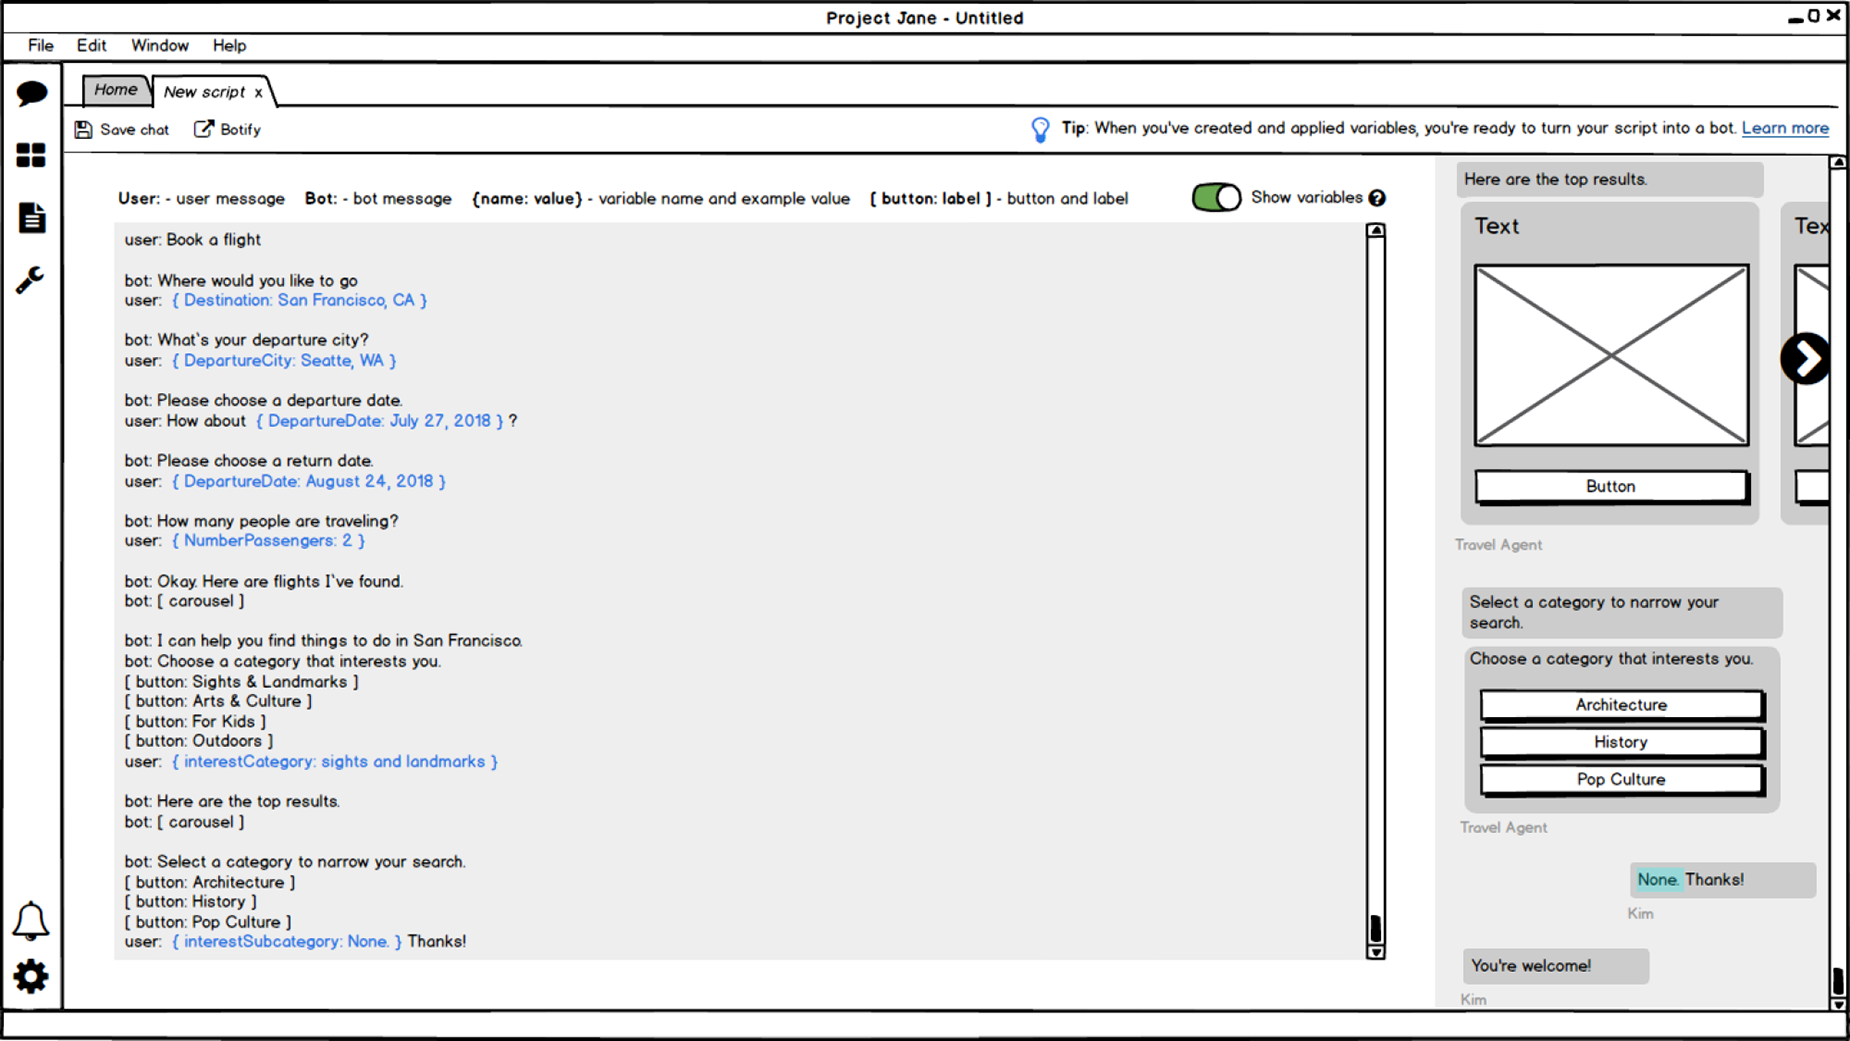 Project Jane - Untitled
File Edit Window Help
Home New script x
Save chat Botify
Tip: When you've created and applied variables, you're ready to turn your script into a bot. Learn more
User: - user message Bot: - bot message {name: value} - variable name and example value [ button: label ] - button and label
Show variables ?
user: Book a flight
bot: Where would you like to go
user: { Destination: San Francisco, CA }
bot: What`s your departure city?
user: { DepartureCity: Seatte, WA }
bot: Please choose a departure date.
user: How about { DepartureDate: July 27, 2018 } ?
bot: Please choose a return date.
user: { DepartureDate: August 24, 2018 }
bot: How many people are traveling?
user: { NumberPassengers: 2 }
bot: Okay. Here are flights I`ve found.
bot: [ carousel ]
bot: I can help you find things to do in San Francisco.
bot: Choose a category that interests you.
[ button: Sights & Landmarks ]
[ button: Arts & Culture ]
[ button: For Kids ]
[ button: Outdoors ]
user: { interestCategory: sights and landmarks }
bot: Here are the top results.
bot: [ carousel ]
bot: Select a category to narrow your search.
[ button: Architecture ]
[ button: History ]
[ button: Pop Culture ]
user: { interestSubcategory: None. } Thanks!
Here are the top results.
Text
Tex
Button
Travel Agent
Select a category to narrow your
search.
Choose a category that interests you.
Architecture
History
Pop Culture
Travel Agent
None. Thanks!
Kim
You're welcome!
Kim